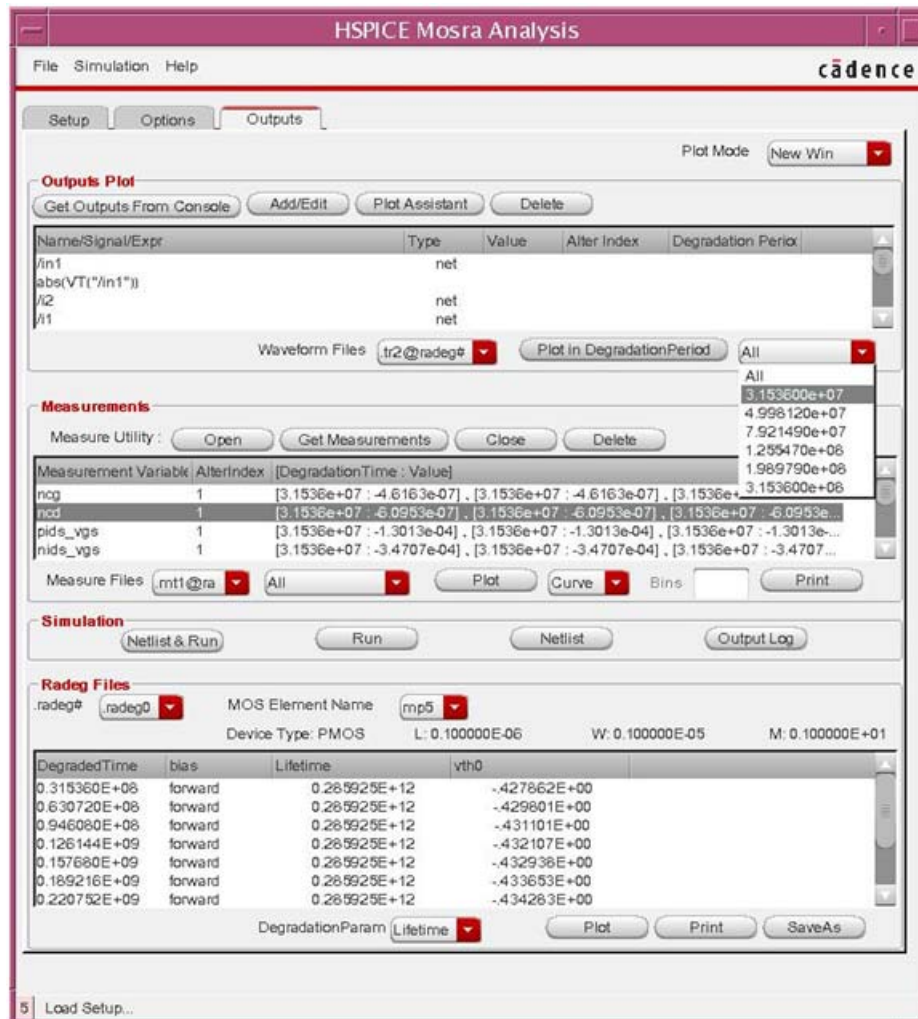 HSPICE Mosra Analysis
File Simulation Help
cādence
Setup Options Outputs
Plot Mode New Win
Outputs Plot
Get Outputs From Console Add/Edit Plot Assistant Delete
Name/Signal/Expr Type Value Alter Index Degradation Perioc
/in1 net
abs(VT("/in1"))
/i2 net
/i1 net
Waveform Files .tr2@radeg# Plot in DegradationPeriod All
All
3.153600e+07
4.998120e+07
7.921490e+07
1.255470e+08
1.989790e+08
3.153600e+08
Measurements
Measure Utility : Open Get Measurements Close Delete
Measurement Variable AlterIndex [DegradationTime : Value]
ncg 1 [3.1536e+07 : -4.6163e-07] , [3.1536e+07 : -4.6163e-07] , [3.1536e+
ncd 1 [3.1536e+07 : -6.0953e-07] , [3.1536e+07 : -6.0953e-07] , [3.1536e+07 : -6.0953e...
pids_vgs 1 [3.1536e+07 : -1.3013e-04] , [3.1536e+07 : -1.3013e-04] , [3.1536e+07 : -1.3013e-...
nids_vgs 1 [3.1536e+07 : -3.4707e-04] , [3.1536e+07 : -3.4707e-04] , [3.1536e+07 : -3.4707...
Measure Files .mt1@ra All Plot Curve Bins Print
Simulation
Netlist & Run Run Netlist Output Log
Radeg Files
.radeg# .radeg0 MOS Element Name mp5
Device Type: PMOS L: 0.100000E-06 W: 0.100000E-05 M: 0.100000E+01
DegradedTime bias Lifetime vth0
0.315360E+08 forward 0.285925E+12 -.427862E+00
0.630720E+08 forward 0.285925E+12 -.429801E+00
0.946080E+08 forward 0.285925E+12 -.431101E+00
0.126144E+09 forward 0.285925E+12 -.432107E+00
0.157680E+09 forward 0.285925E+12 -.432938E+00
0.189216E+09 forward 0.285925E+12 -.433653E+00
0.220752E+09 forward 0.285925E+12 -.434283E+00
DegradationParam Lifetime Plot Print SaveAs
5 Load Setup...